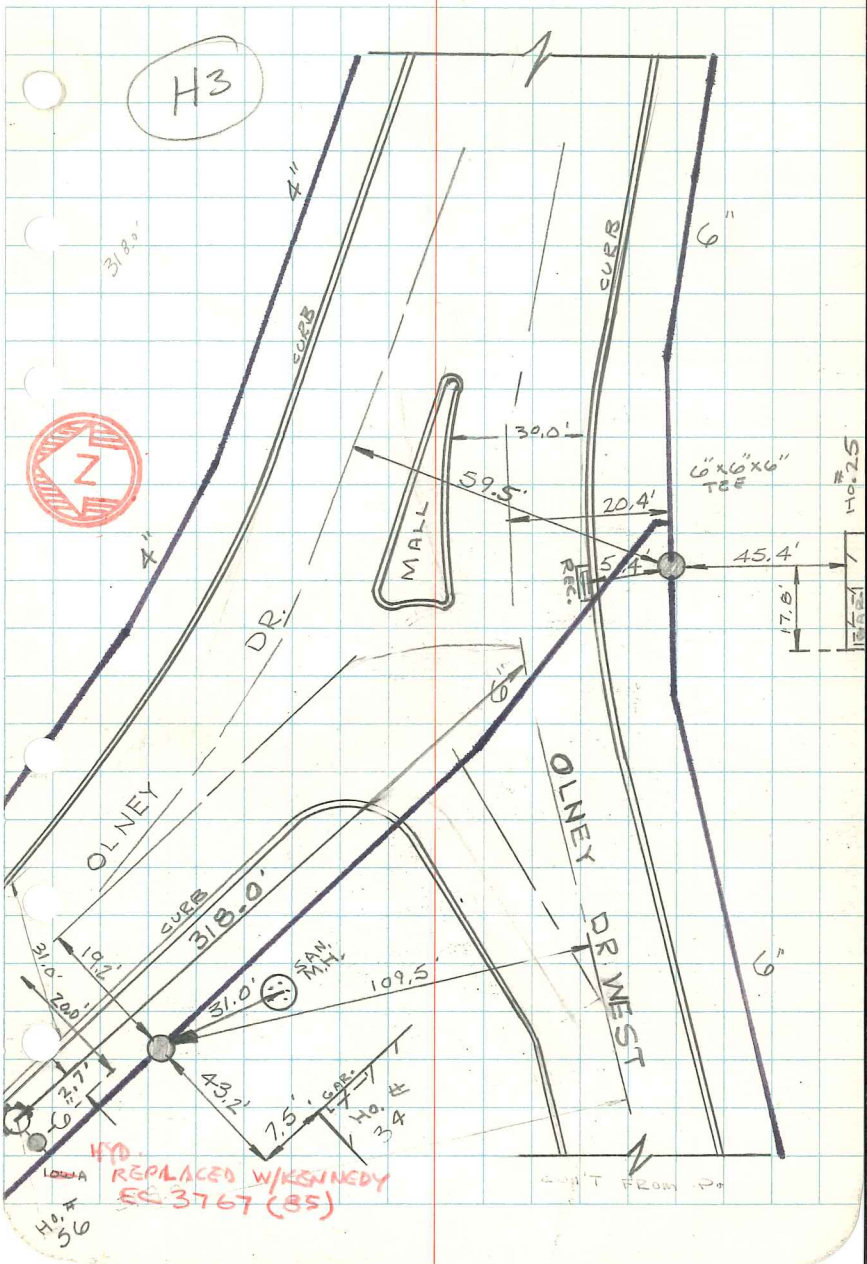 H3
4"
318.0'
CURB
CURB
6"
N
4"
30.0'
59.5'
MALL
6"x6"x6"
TEE
20.4'
HO.#25
5.4'
REC.
45.4'
17.8'
GAR.
DR.
OLNEY
6"
OLNEY DR WEST
CURB
318.0'
19.2'
31.0'
20.0'
SAN.
M.H.
31.0'
109.5'
6"
2.7'
6"
43.2'
7.5'
GAR.
HO. #
34
HYD.
IOWA
REPLACED W/KENNEDY
EC 3767 (85)
HO. #
56
CON'T FROM